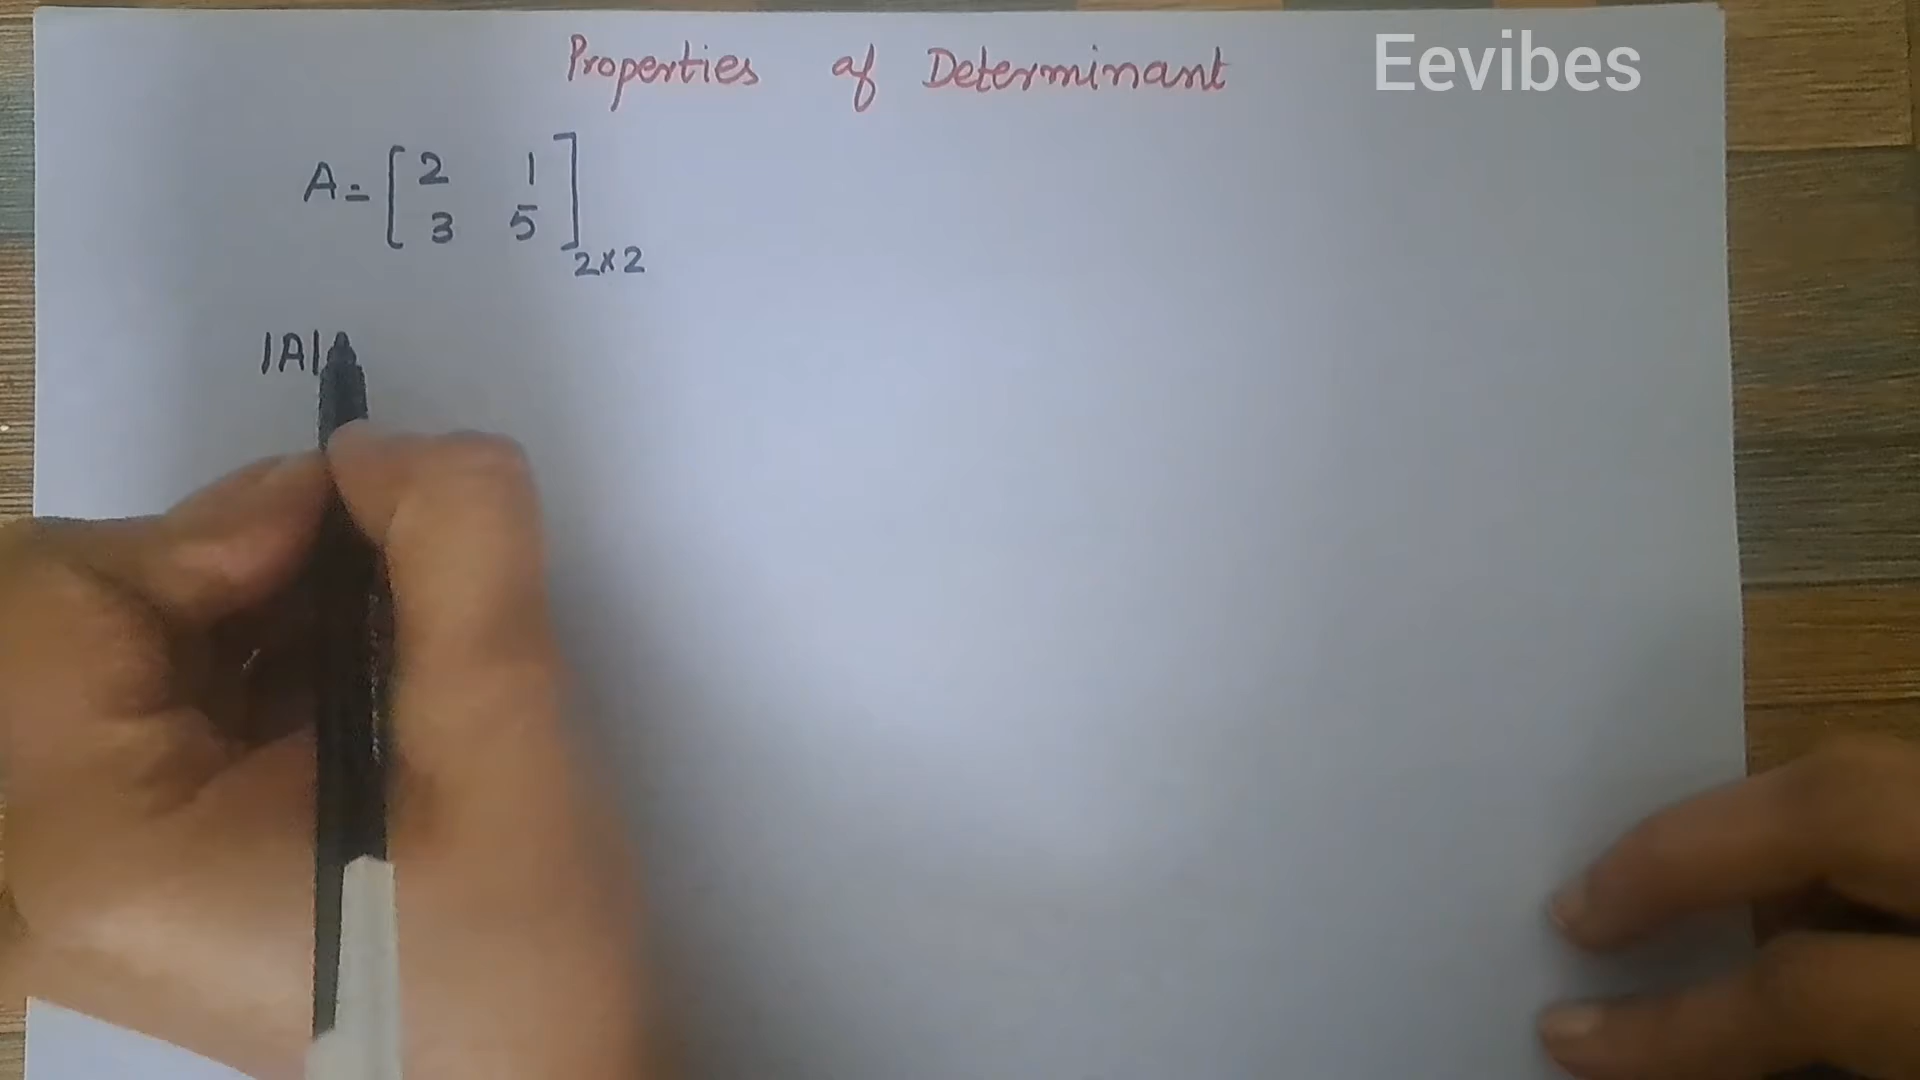 Properties of Determinant
Eevibes
A = [ 2 1
3 5 ] 2×2
|A|